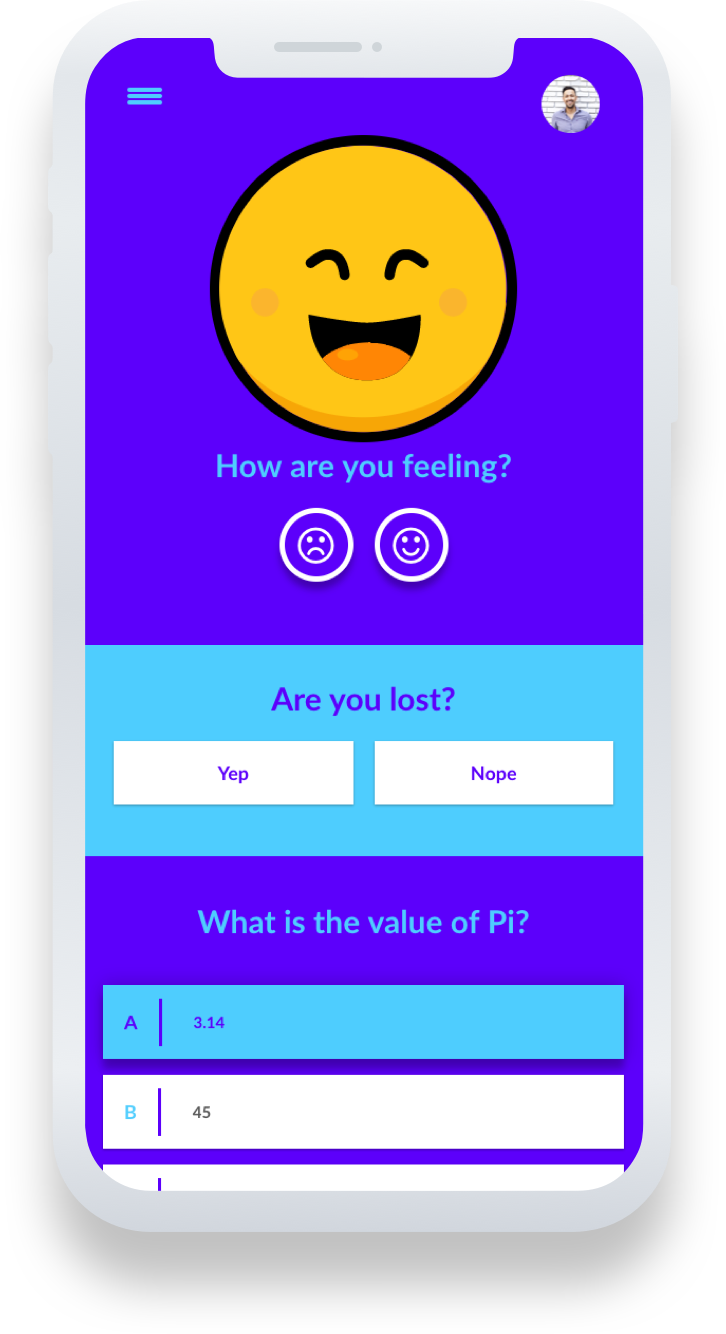 How are you feeling?
Are you lost?
Yep
Nope
What is the value of Pi?
A 3.14
B 45